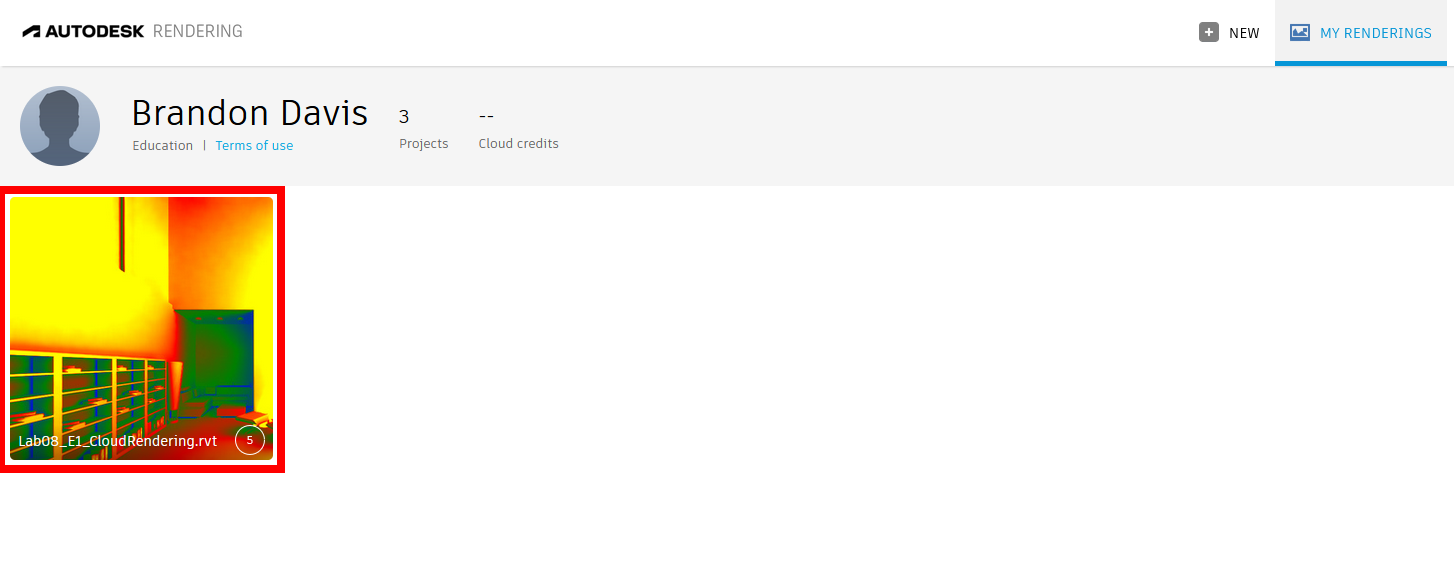 AUTODESK RENDERING
NEW
MY RENDERINGS
Brandon Davis
Education | Terms of use
3
Projects
--
Cloud credits
Lab08_E1_CloudRendering.rvt
5